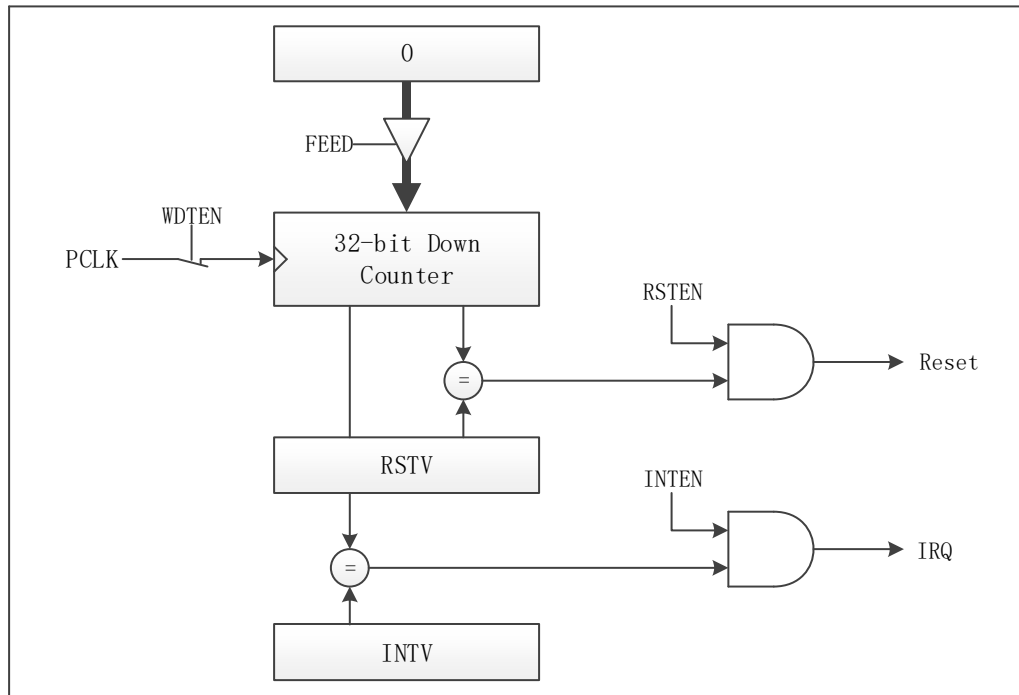 0
FEED
WDTEN
PCLK
32-bit Down
Counter
RSTEN
=
Reset
RSTV
INTEN
=
IRQ
INTV